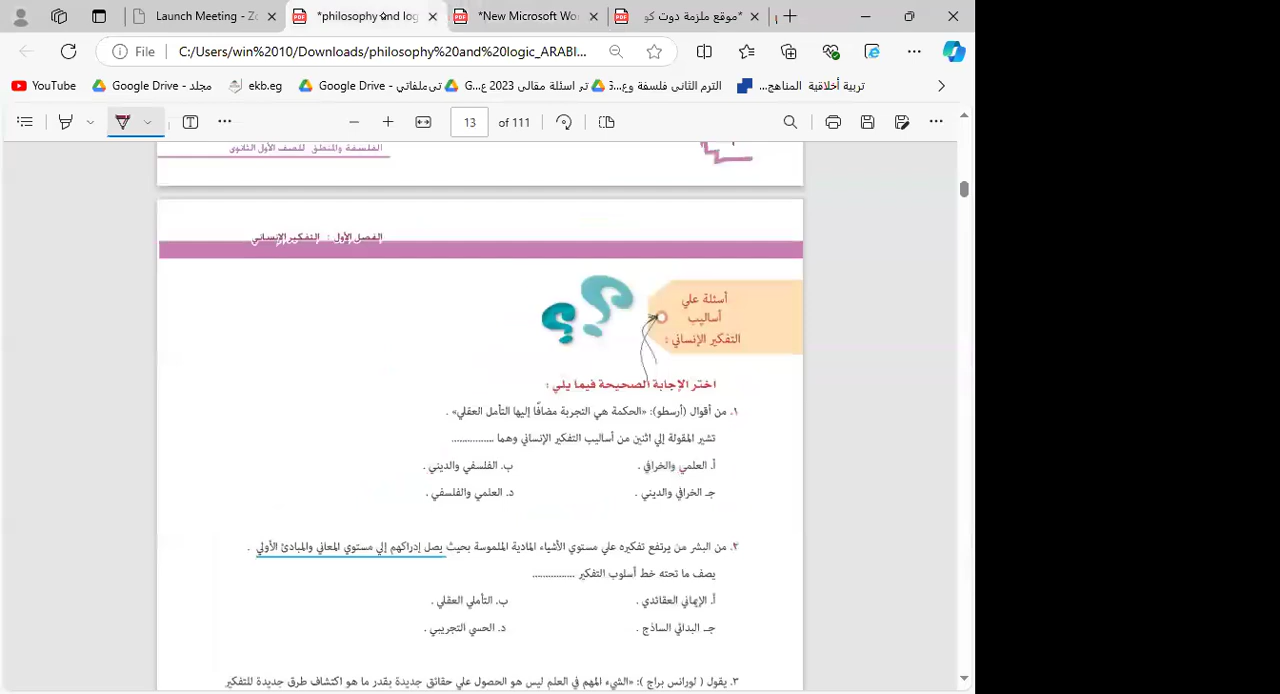 Launch Meeting - Zo
*philosophy and log
*New Microsoft Wo
*موقع ملزمة دوت كو
File
C:/Users/win%2010/Downloads/philosophy%20and%20logic_ARABI...
YouTube
Google Drive - مجلد
ekb.eg
Google Drive - ملفاتي
الترم الثانى فلسفة وع
تربية أخلاقية المناهج...
13 of 111
الفلسفة والمنطق للصف الأول الثانوى
الفصل الأول : التفكير الإنساني
أسئلة علي
أساليب
التفكير الإنساني :
اختر الإجابة الصحيحة فيما يلي :
١. من أقوال (أرسطو): «الحكمة هي التجربة مضافًا إليها التأمل العقلي» .
تشير المقولة إلي اثنين من أساليب التفكير الإنساني وهما ................
أ. العلمي والخرافي .
ب. الفلسفي والديني .
جـ الخرافي والديني .
د. العلمي والفلسفي .
٢. من البشر من يرتفع تفكيره علي مستوي الأشياء المادية الملموسة بحيث يصل إدراكهم إلي مستوي المعاني والمبادئ الأولي .
يصف ما تحته خط أسلوب التفكير ...............
أ. الإيماني العقائدي .
ب. التأملي العقلي .
جـ البدائي الساذج .
د. الحسي التجريبي .
٣. يقول ( لورانس براج ): «الشيء المهم في العلم ليس هو الحصول علي حقائق جديدة بقدر ما هو اكتشاف طرق جديدة للتفكير